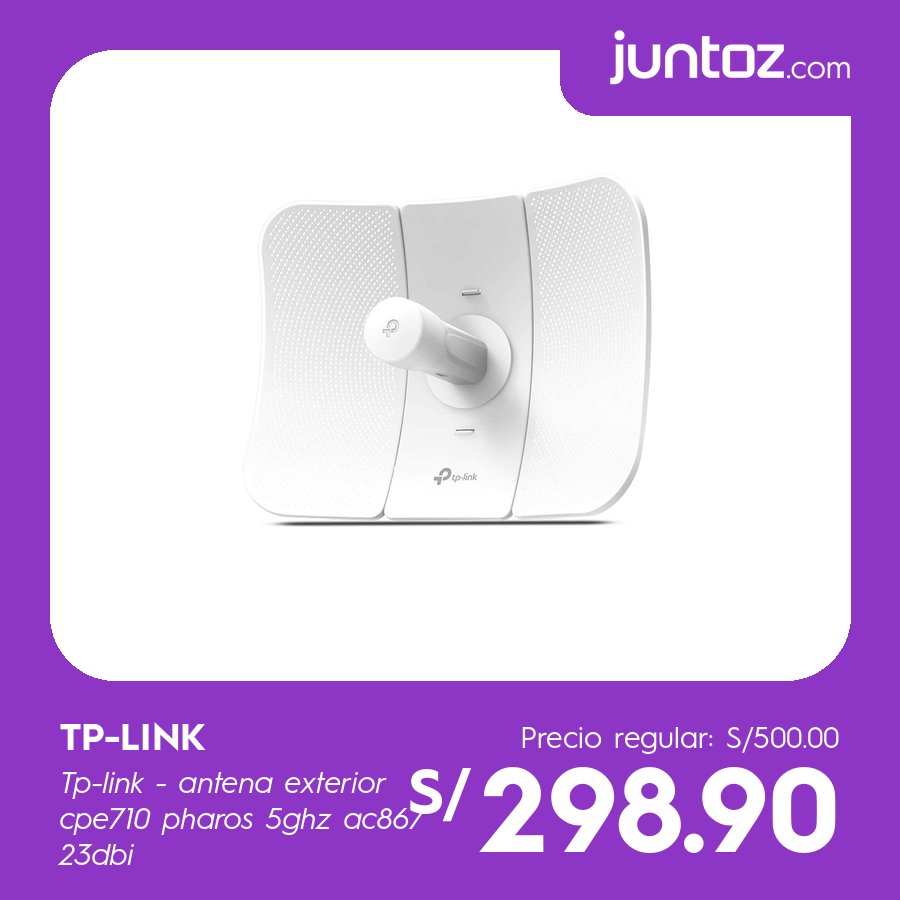 juntoz.com
tp-link
TP-LINK
Tp-link - antena exterior
cpe710 pharos 5ghz ac867
23dbi
Precio regular: S/500.00
S/298.90